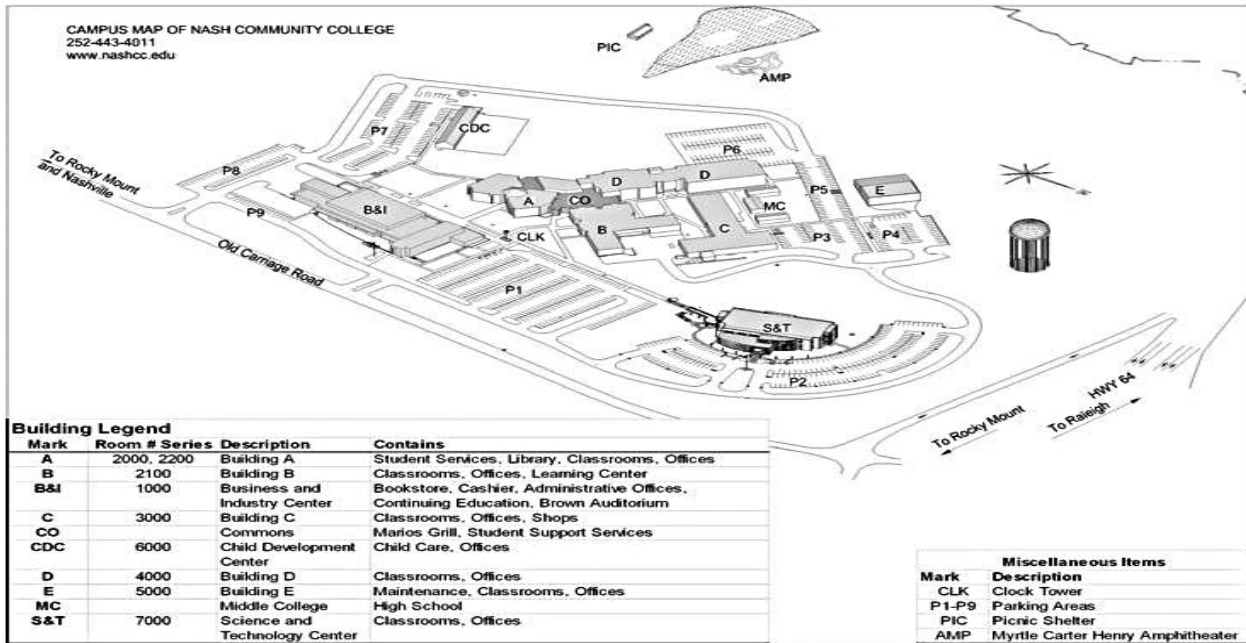 CAMPUS MAP OF NASH COMMUNITY COLLEGE
252-443-4011
www.nashcc.edu
PIC
AMP
CDC
P7
P6
To Rocky Mount
and Nashville
P8
D
D
P5
E
A
CO
MC
P9
B&I
B
C
P3
P4
CLK
Old Carriage Road
P1
S&T
P2
HWY 64
To Rocky Mount
To Raleigh
Building Legend
Mark Room # Series Description Contains
A 2000, 2200 Building A Student Services, Library, Classrooms, Offices
B 2100 Building B Classrooms, Offices, Learning Center
B&I 1000 Business and Bookstore, Cashier, Administrative Offices,
Industry Center Continuing Education, Brown Auditorium
C 3000 Building C Classrooms, Offices, Shops
CO Commons Marios Grill, Student Support Services
CDC 6000 Child Development Child Care, Offices
Center
D 4000 Building D Classrooms, Offices
E 5000 Building E Maintenance, Classrooms, Offices
MC Middle College High School
S&T 7000 Science and Classrooms, Offices
Technology Center
Miscellaneous Items
Mark Description
CLK Clock Tower
P1-P9 Parking Areas
PIC Picnic Shelter
AMP Myrtle Carter Henry Amphitheater